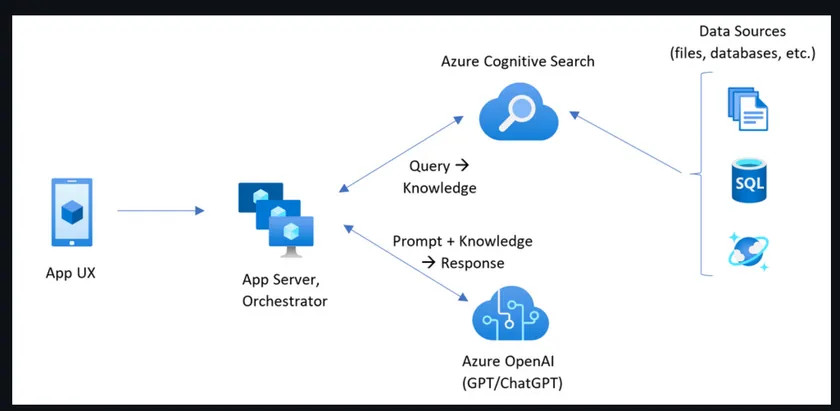 Data Sources
(files, databases, etc.)
Azure Cognitive Search
Query →
Knowledge
SQL
App UX
App Server,
Orchestrator
Prompt + Knowledge
→ Response
Azure OpenAI
(GPT/ChatGPT)